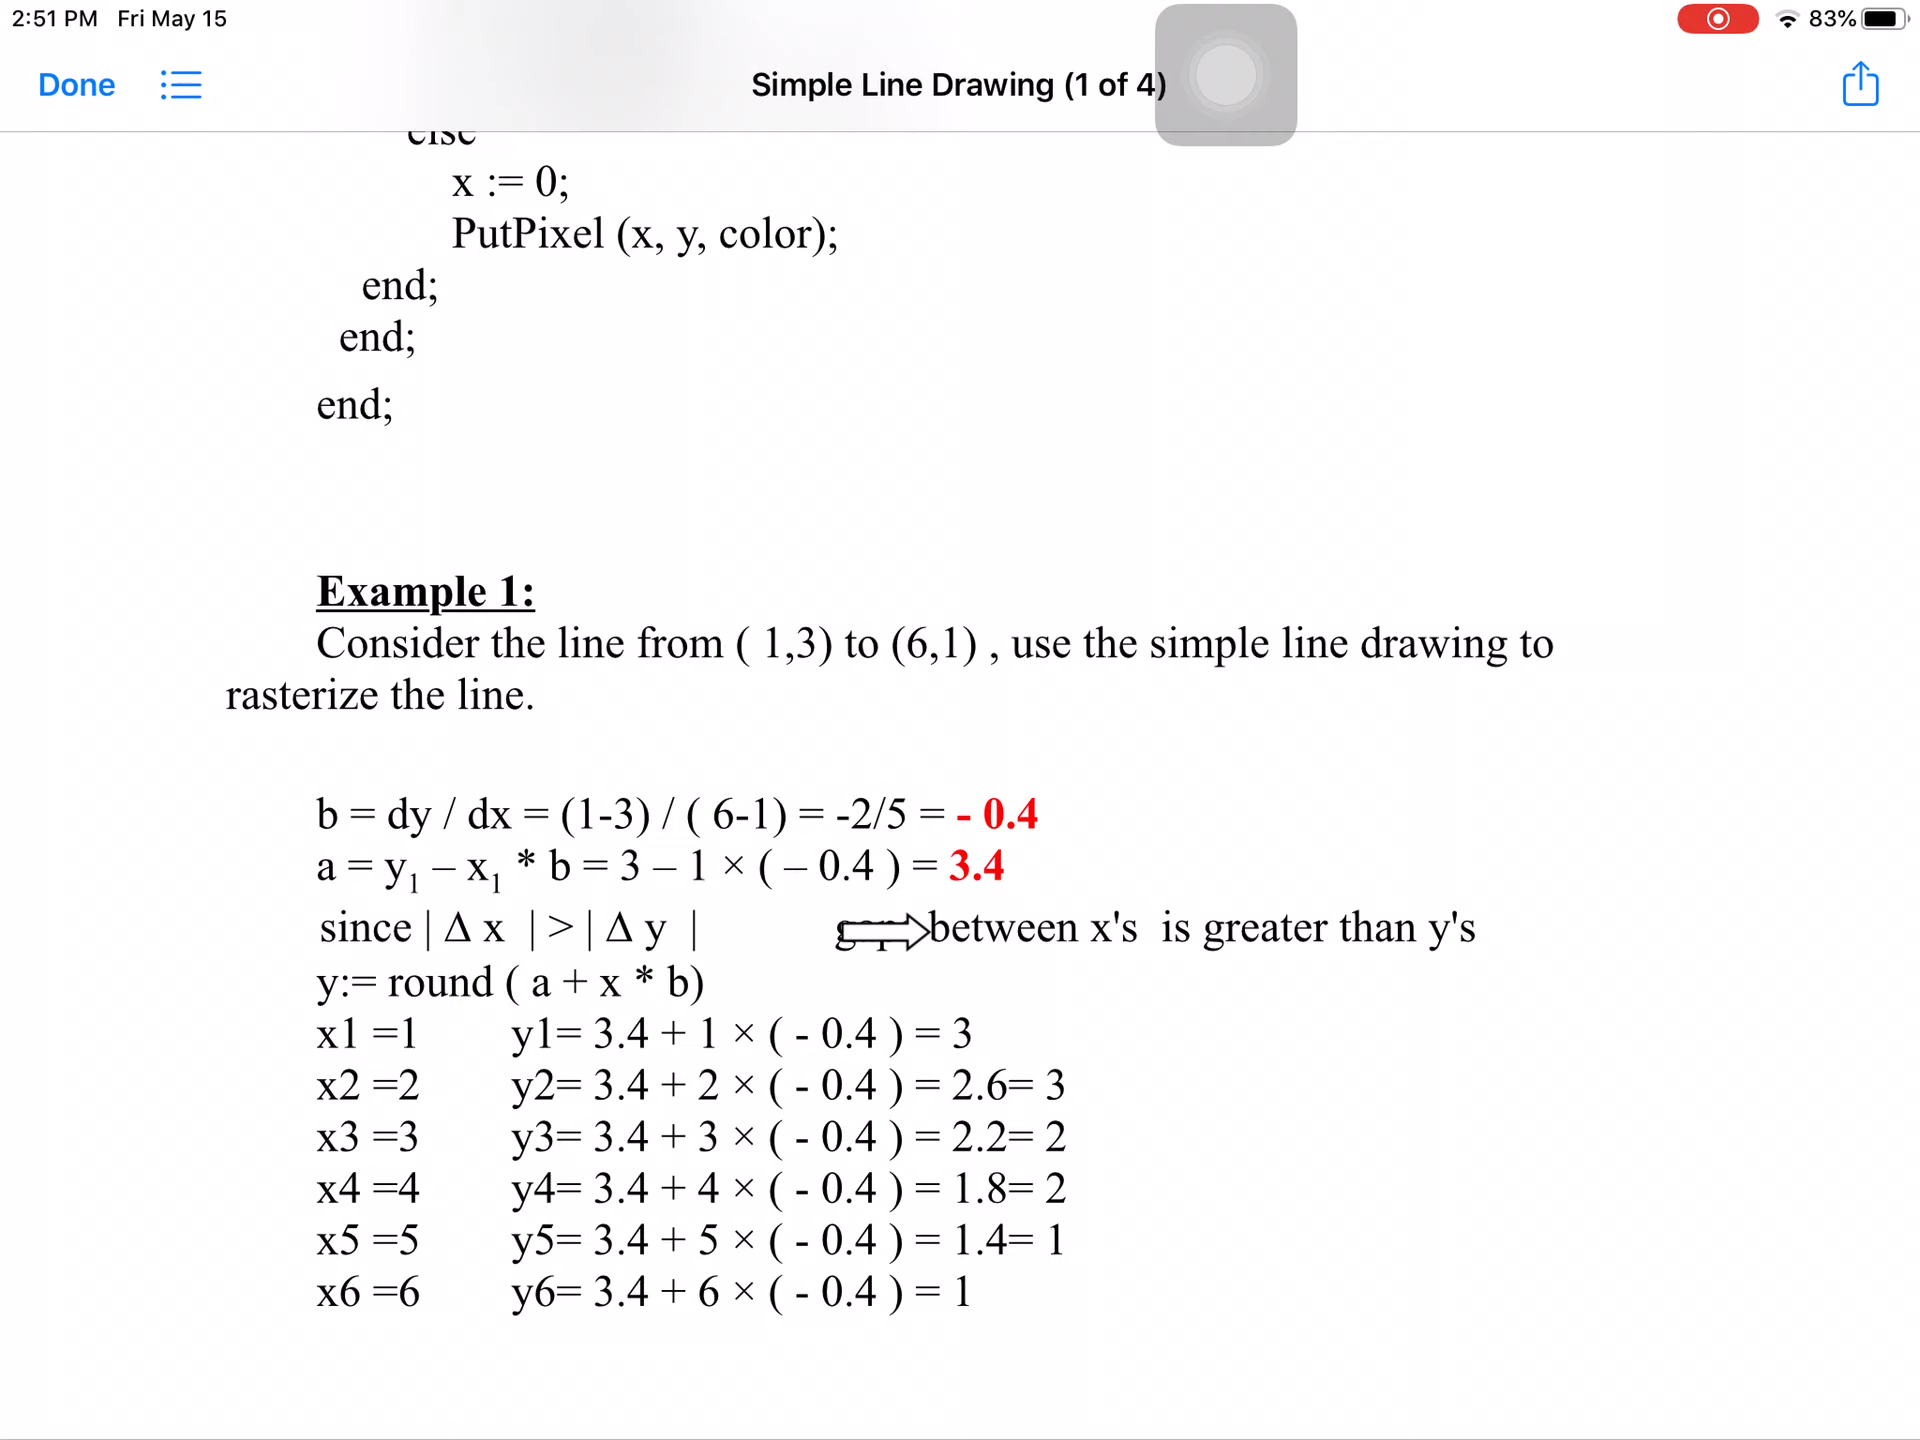 2:51 PM Fri May 15 83%
Done Simple Line Drawing (1 of 4)
else
x := 0;
PutPixel (x, y, color);
end;
end;
end;
Example 1:
Consider the line from ( 1,3) to (6,1) , use the simple line drawing to
rasterize the line.
b = dy / dx = (1-3) / ( 6-1) = -2/5 = - 0.4
a = y₁ – x₁ * b = 3 – 1 × ( – 0.4 ) = 3.4
since | Δ x | > | Δ y | between x's is greater than y's
y:= round ( a + x * b)
x1 =1 y1= 3.4 + 1 × ( - 0.4 ) = 3
x2 =2 y2= 3.4 + 2 × ( - 0.4 ) = 2.6= 3
x3 =3 y3= 3.4 + 3 × ( - 0.4 ) = 2.2= 2
x4 =4 y4= 3.4 + 4 × ( - 0.4 ) = 1.8= 2
x5 =5 y5= 3.4 + 5 × ( - 0.4 ) = 1.4= 1
x6 =6 y6= 3.4 + 6 × ( - 0.4 ) = 1